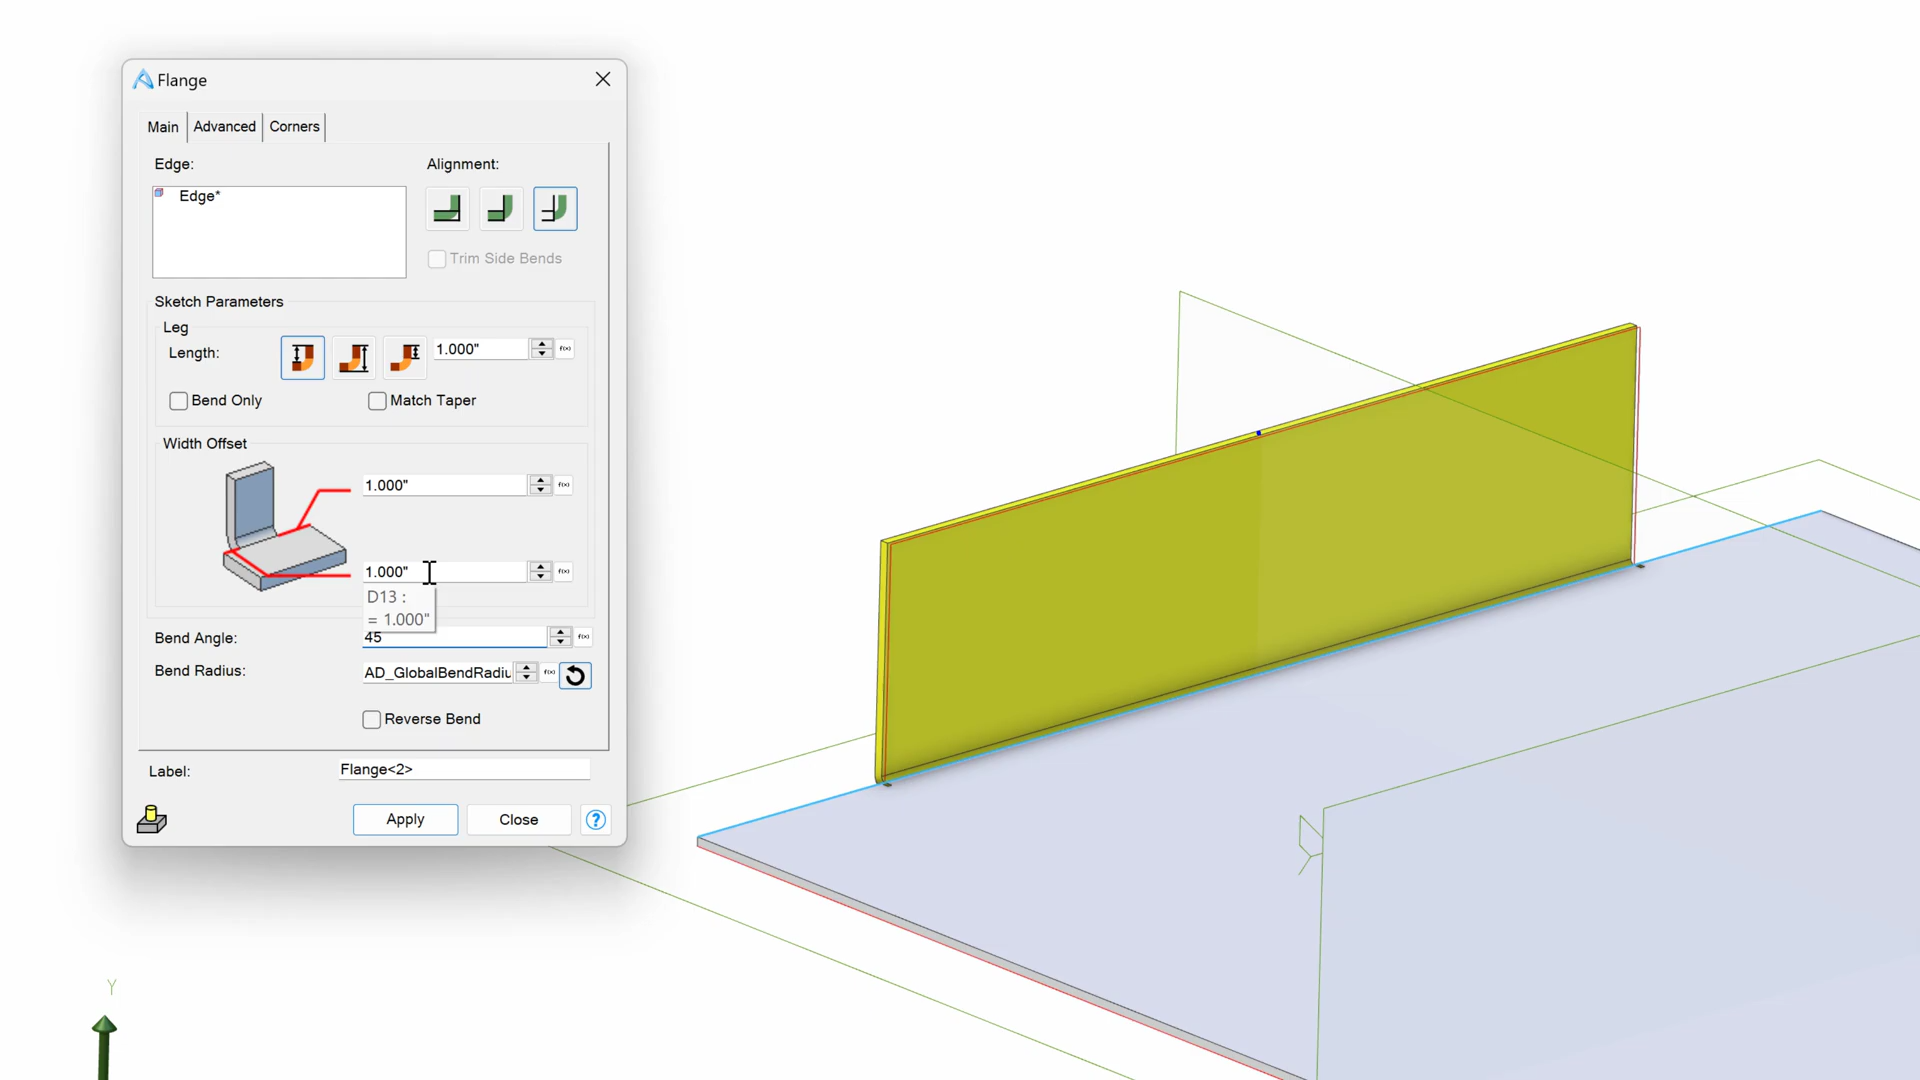 Flange
Main Advanced Corners
Edge: Alignment:
Edge*
Trim Side Bends
Sketch Parameters
Leg
Length: 1.000" f(x)
Bend Only Match Taper
Width Offset
1.000" f(x)
1.000" f(x)
D13 :
= 1.000"
Bend Angle: 45 f(x)
Bend Radius: AD_GlobalBendRadiu f(x)
Reverse Bend
Label: Flange<2>
Apply Close ?
Y